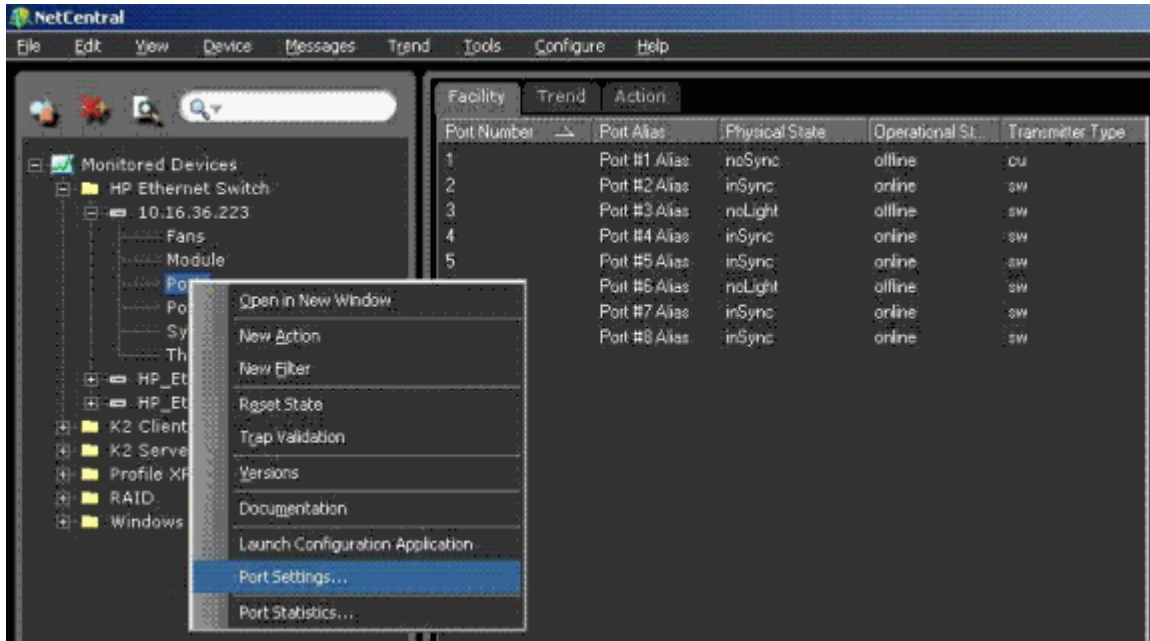 NetCentral
File Edit View Device Messages Trend Tools Configure Help
Facility Trend Action
Port Number Port Alias Physical State Operational St... Transmitter Type
1 Port #1 Alias noSync offline cu
2 Port #2 Alias inSync online sw
3 Port #3 Alias noLight offline sw
4 Port #4 Alias inSync online sw
5 Port #5 Alias inSync online sw
Port #6 Alias noLight offline sw
Port #7 Alias inSync online sw
Port #8 Alias inSync online sw
Monitored Devices
HP Ethernet Switch
10.16.36.223
Fans
Module
Po
Po
Sy
Th
HP_Et
HP_Et
K2 Client
K2 Serve
Profile XP
RAID
Windows
Open in New Window
New Action
New Filter
Reset State
Trap Validation
Versions
Documentation
Launch Configuration Application
Port Settings...
Port Statistics...